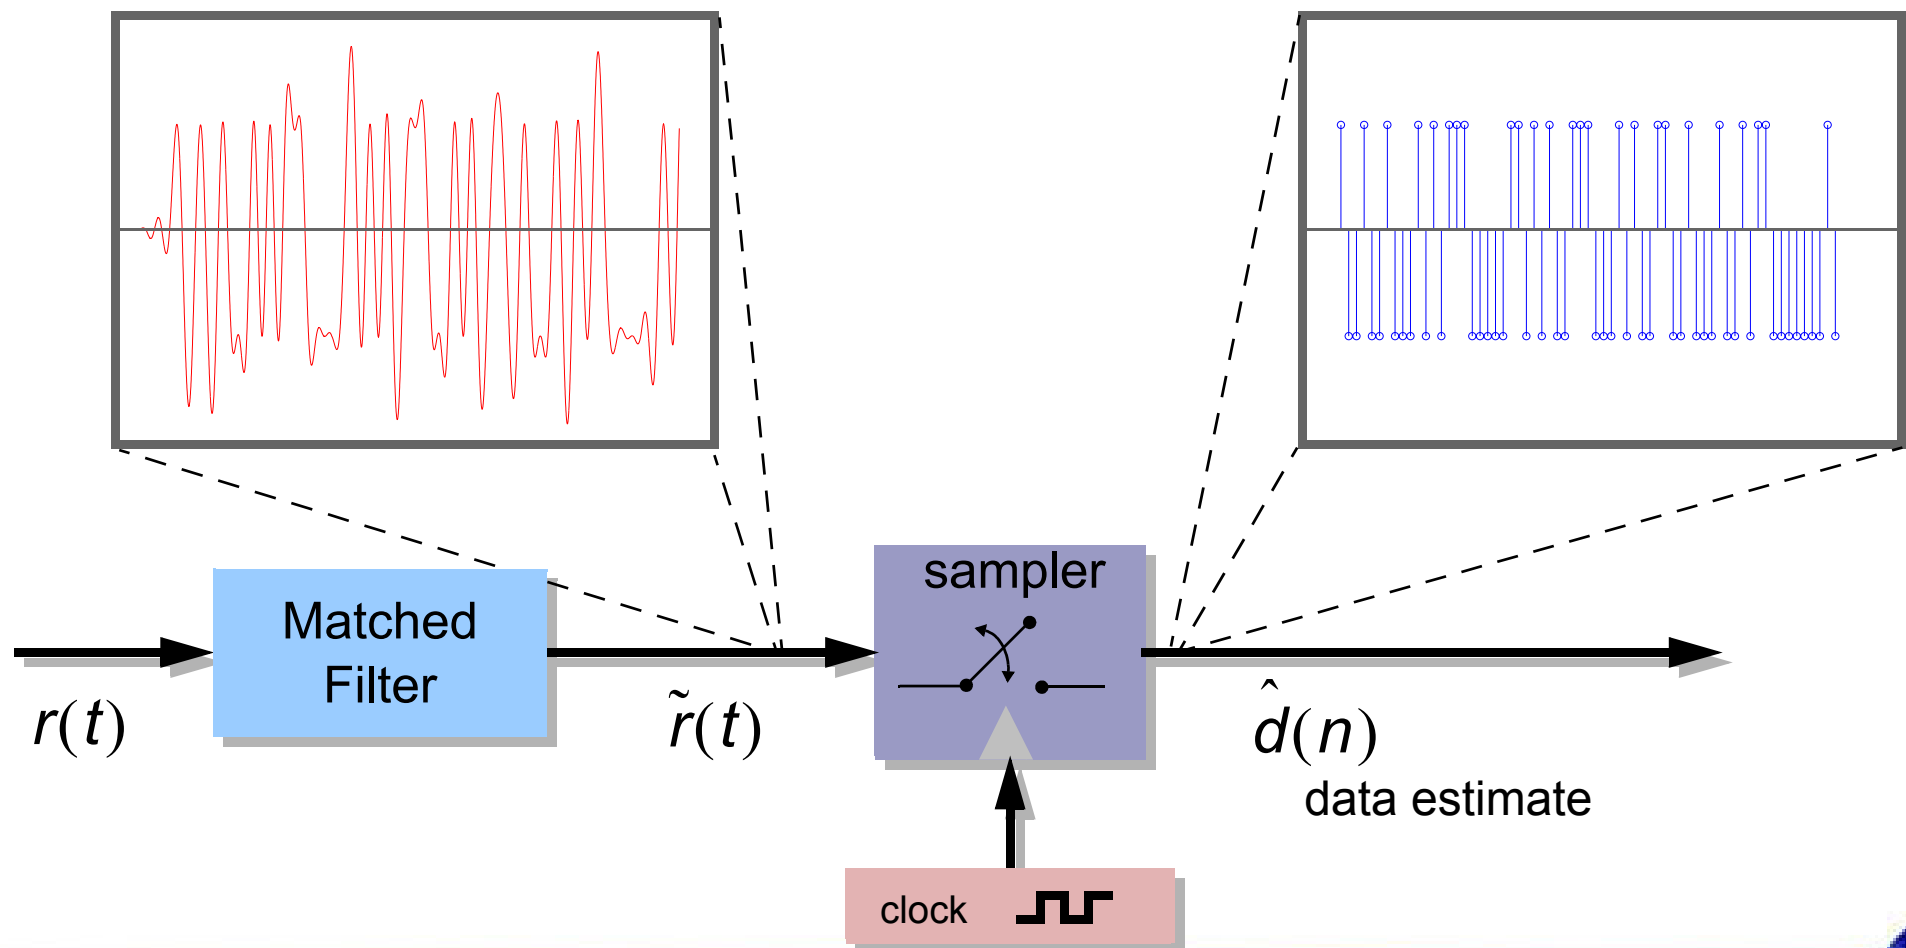 sampler
Matched
Filter
r(t)
r̃(t)
d̂(n)
data estimate
clock